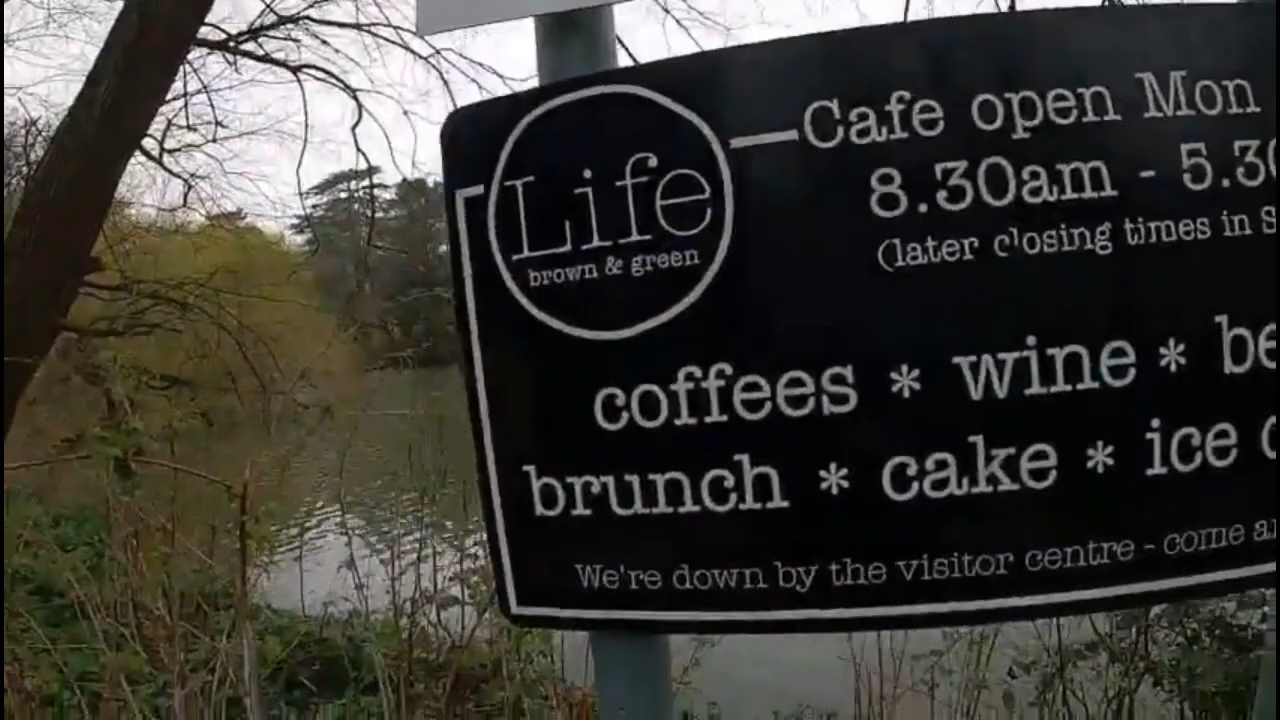 Life
brown & green
Cafe open Mon
8.30am - 5.30
(later closing times in S
coffees * wine * be
brunch * cake * ice c
We're down by the visitor centre - come a